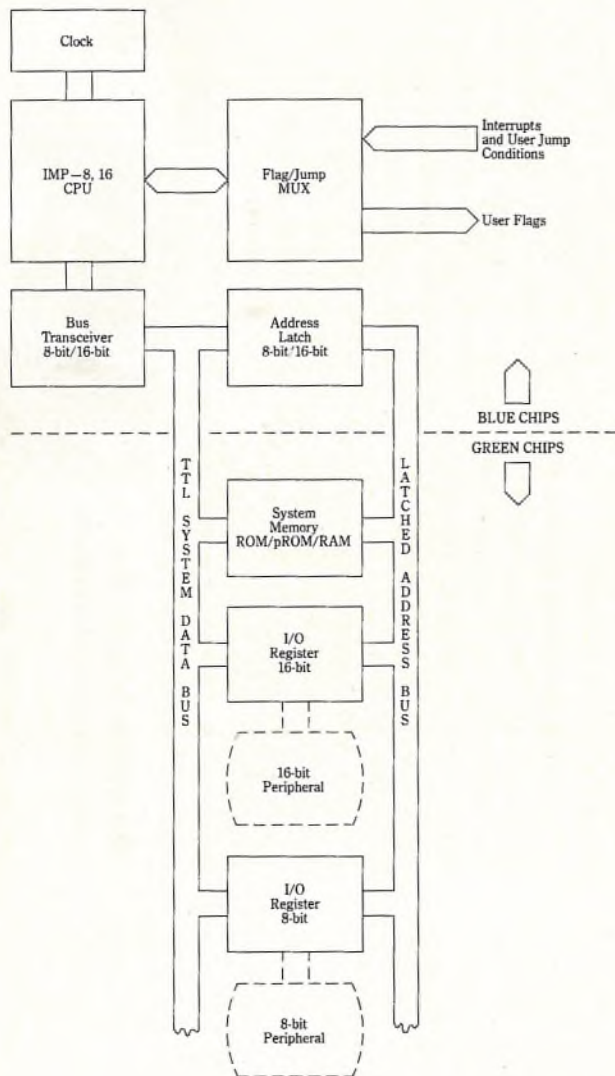 Clock
IMP—8, 16
CPU
Flag/Jump
MUX
Interrupts
and User Jump
Conditions
User Flags
Bus
Transceiver
8-bit/16-bit
Address
Latch
8-bit/16-bit
BLUE CHIPS
GREEN CHIPS
TTL SYSTEM DATA BUS
LATCHED ADDRESS BUS
System
Memory
ROM/pROM/RAM
I/O
Register
16-bit
16-bit
Peripheral
I/O
Register
8-bit
8-bit
Peripheral